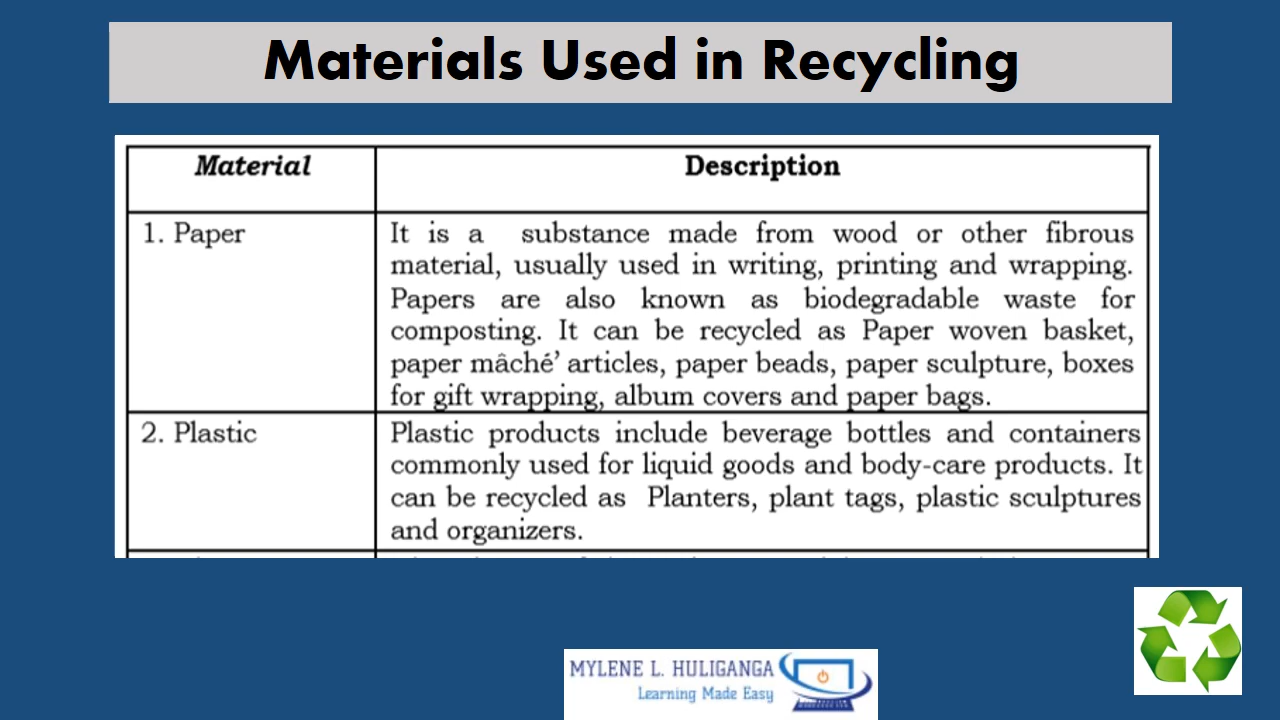 Materials Used in Recycling
Material
Description
1. Paper
It is a substance made from wood or other fibrous
material, usually used in writing, printing and wrapping.
Papers are also known as biodegradable waste for
composting. It can be recycled as Paper woven basket,
paper mâché’ articles, paper beads, paper sculpture, boxes
for gift wrapping, album covers and paper bags.
2. Plastic
Plastic products include beverage bottles and containers
commonly used for liquid goods and body-care products. It
can be recycled as Planters, plant tags, plastic sculptures
and organizers.
MYLENE L. HULIGANGA
Learning Made Easy